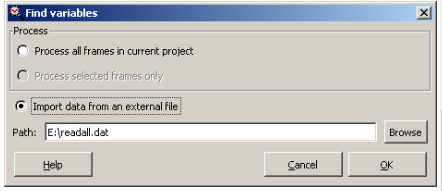 Find variables
Process
Process all frames in current project
Process selected frames only
Import data from an external file
Path: E:\readall.dat Browse
Help Cancel OK